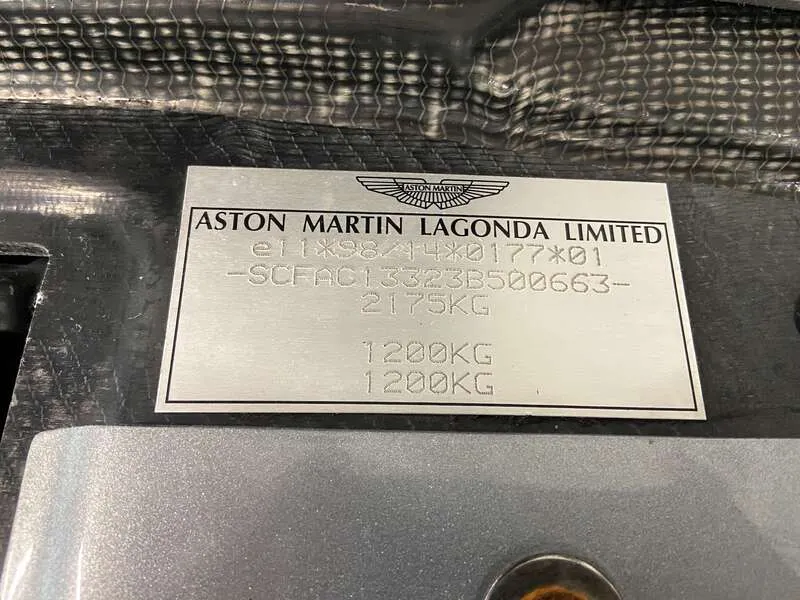 ASTON MARTIN
ASTON MARTIN LAGONDA LIMITED
e11*98/14*0177*01
-SCFAC13323B500663-
2175KG
1200KG
1200KG